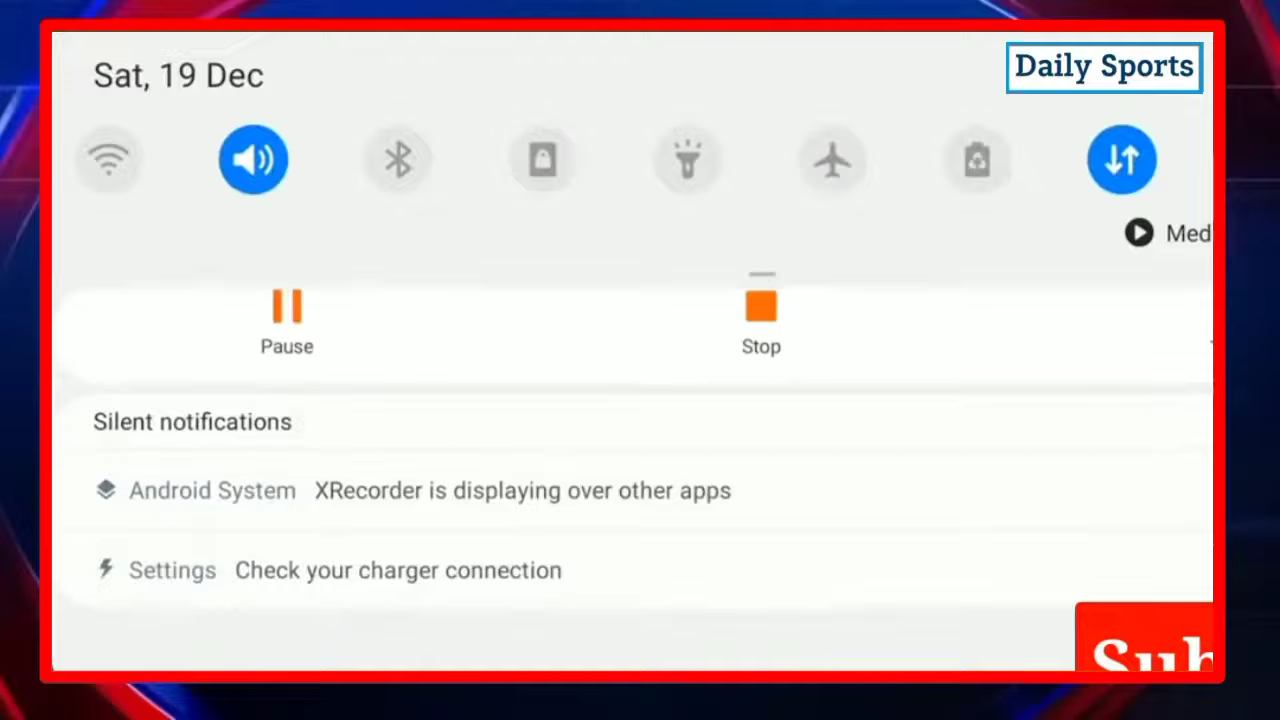 Sat, 19 Dec
Daily Sports
Med
Pause
Stop
Silent notifications
Android System XRecorder is displaying over other apps
Settings Check your charger connection
Sub